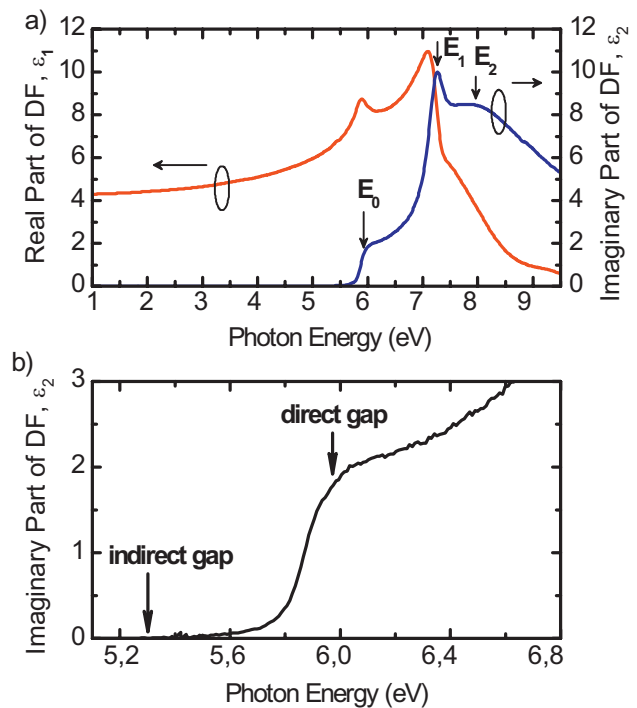 a)
12
10
8
6
4
2
0
Real Part of DF, ε₁
E₀
E₁
E₂
12
10
8
6
4
2
0
Imaginary Part of DF, ε₂
1 2 3 4 5 6 7 8 9
Photon Energy (eV)
b)
3
2
1
0
Imaginary Part of DF, ε₂
direct gap
indirect gap
5,2 5,6 6,0 6,4 6,8
Photon Energy (eV)